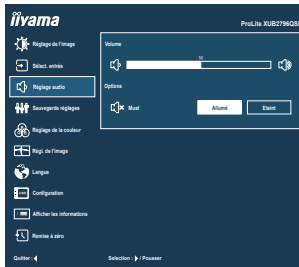 iiyama
ProLite XUB2796QS
Réglage de l'image
Sélect. entrée
Réglage audio
Sauvegarde réglages
Réglage de la couleur
Régl. de l'image
Langue
Configuration
Afficher les informations
Remise à zéro
Volume
50
Options
Muet
Allumé
Eteint
Quitter :
Selection : / Pousser